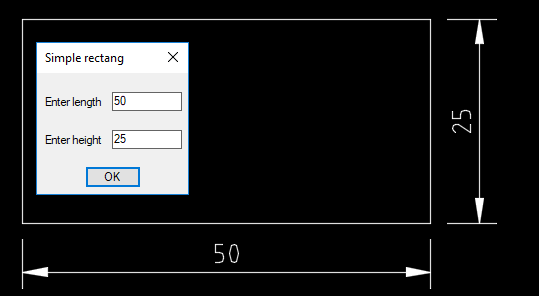 Simple rectang
Enter length 50
Enter height 25
OK
25
50